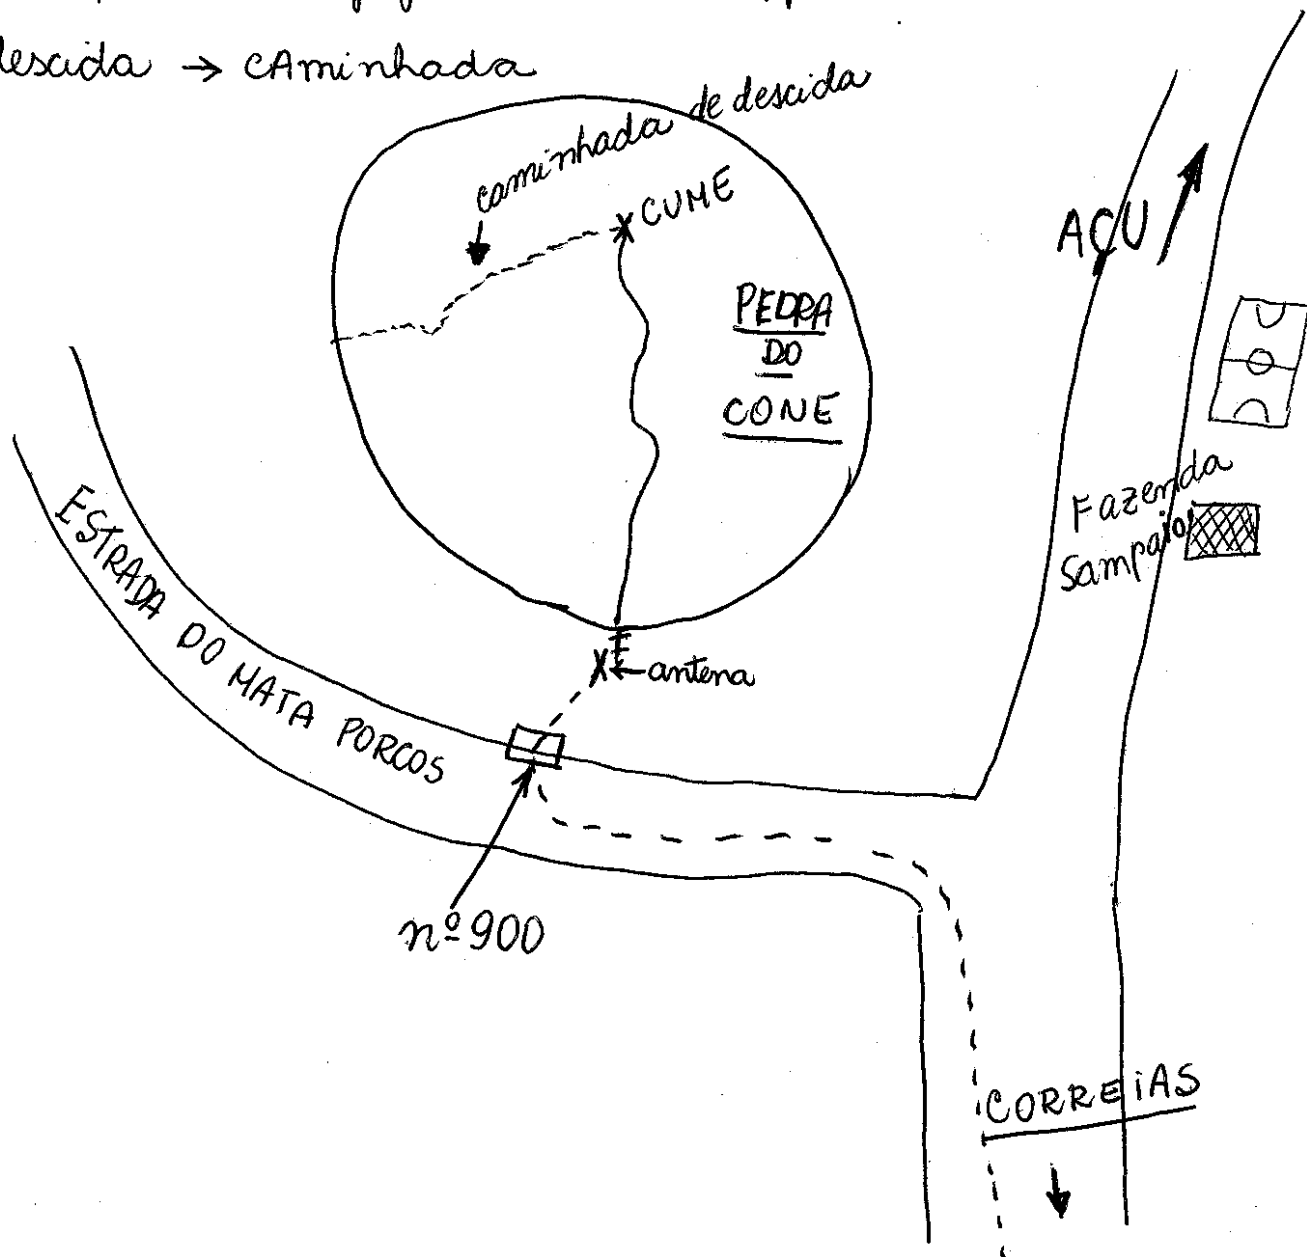 descida → CAminhada
caminhada de descida
CUME
PEDRA
DO
CONE
AÇU
Fazenda
Sampaio
ESTRADA DO MATA PORCOS
antena
nº 900
CORREIAS